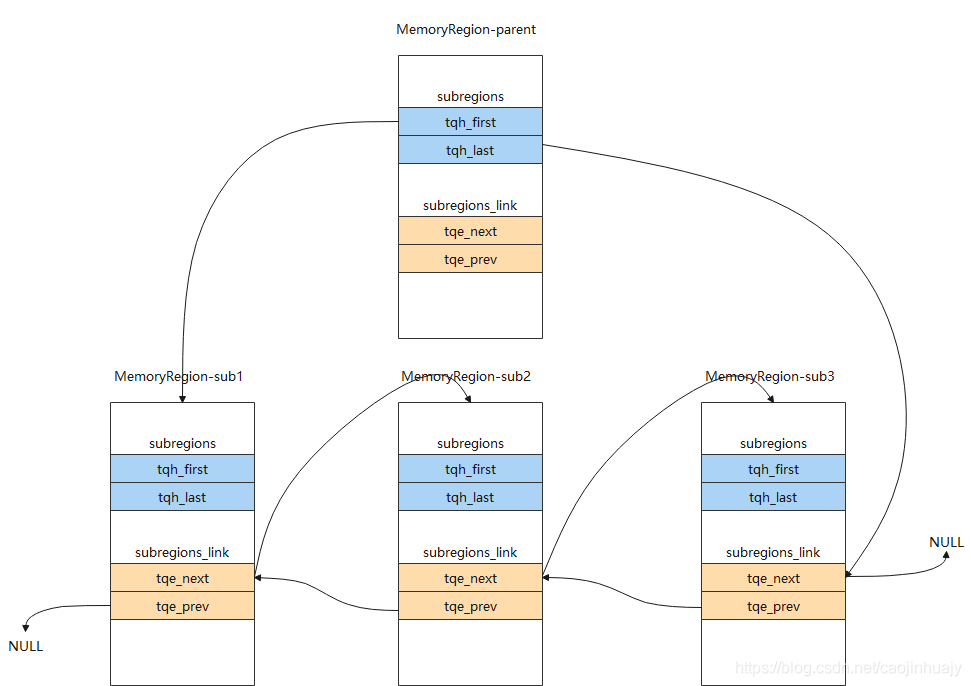 MemoryRegion-parent
subregions
tqh_first
tqh_last
subregions_link
tqe_next
tqe_prev
MemoryRegion-sub1
MemoryRegion-sub2
MemoryRegion-sub3
subregions
subregions
subregions
tqh_first
tqh_first
tqh_first
tqh_last
tqh_last
tqh_last
subregions_link
subregions_link
subregions_link
NULL
tqe_next
tqe_next
tqe_next
tqe_prev
tqe_prev
tqe_prev
NULL
https://blog.csdn.net/caojinhuajy